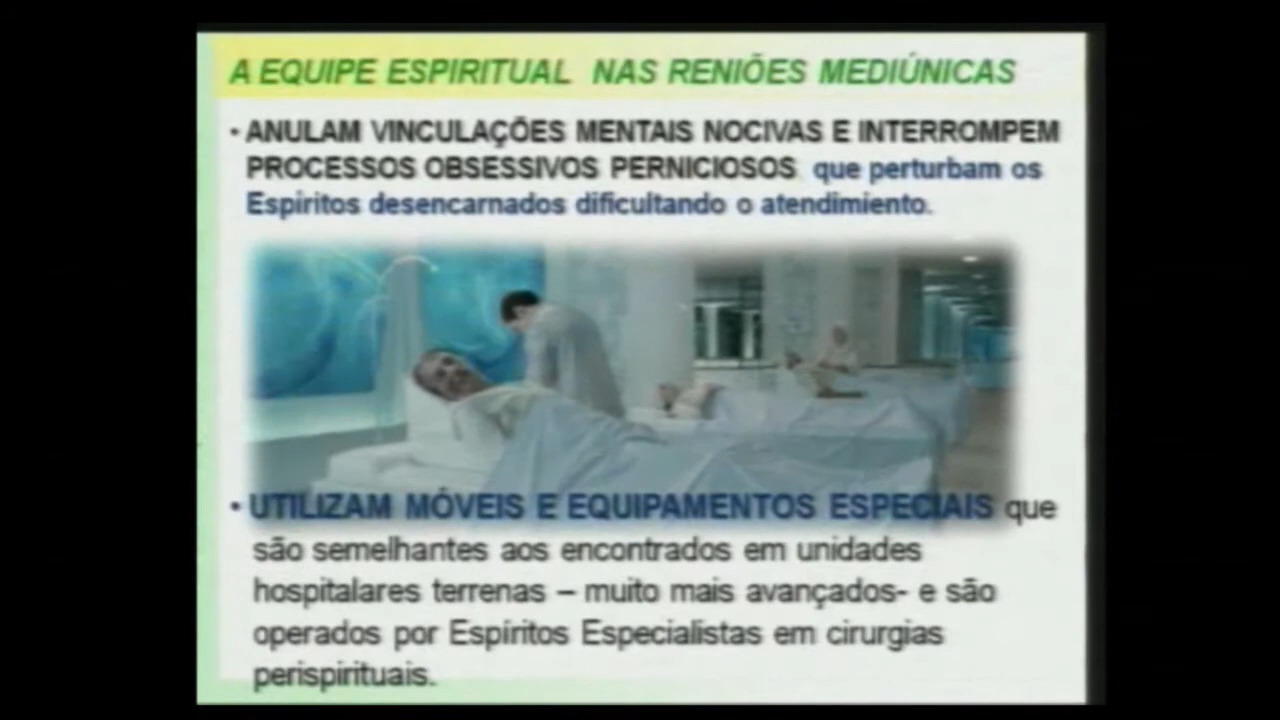 A EQUIPE ESPIRITUAL NAS RENIÕES MEDIÚNICAS
• ANULAM VINCULAÇÕES MENTAIS NOCIVAS E INTERROMPEM
PROCESSOS OBSESSIVOS PERNICIOSOS que perturbam os
Espiritos desencarnados dificultando o atendimiento.
• UTILIZAM MÓVEIS E EQUIPAMENTOS ESPECIAIS que
são semelhantes aos encontrados em unidades
hospitalares terrenas – muito mais avançados- e são
operados por Espíritos Especialistas em cirurgias
perispirituais.